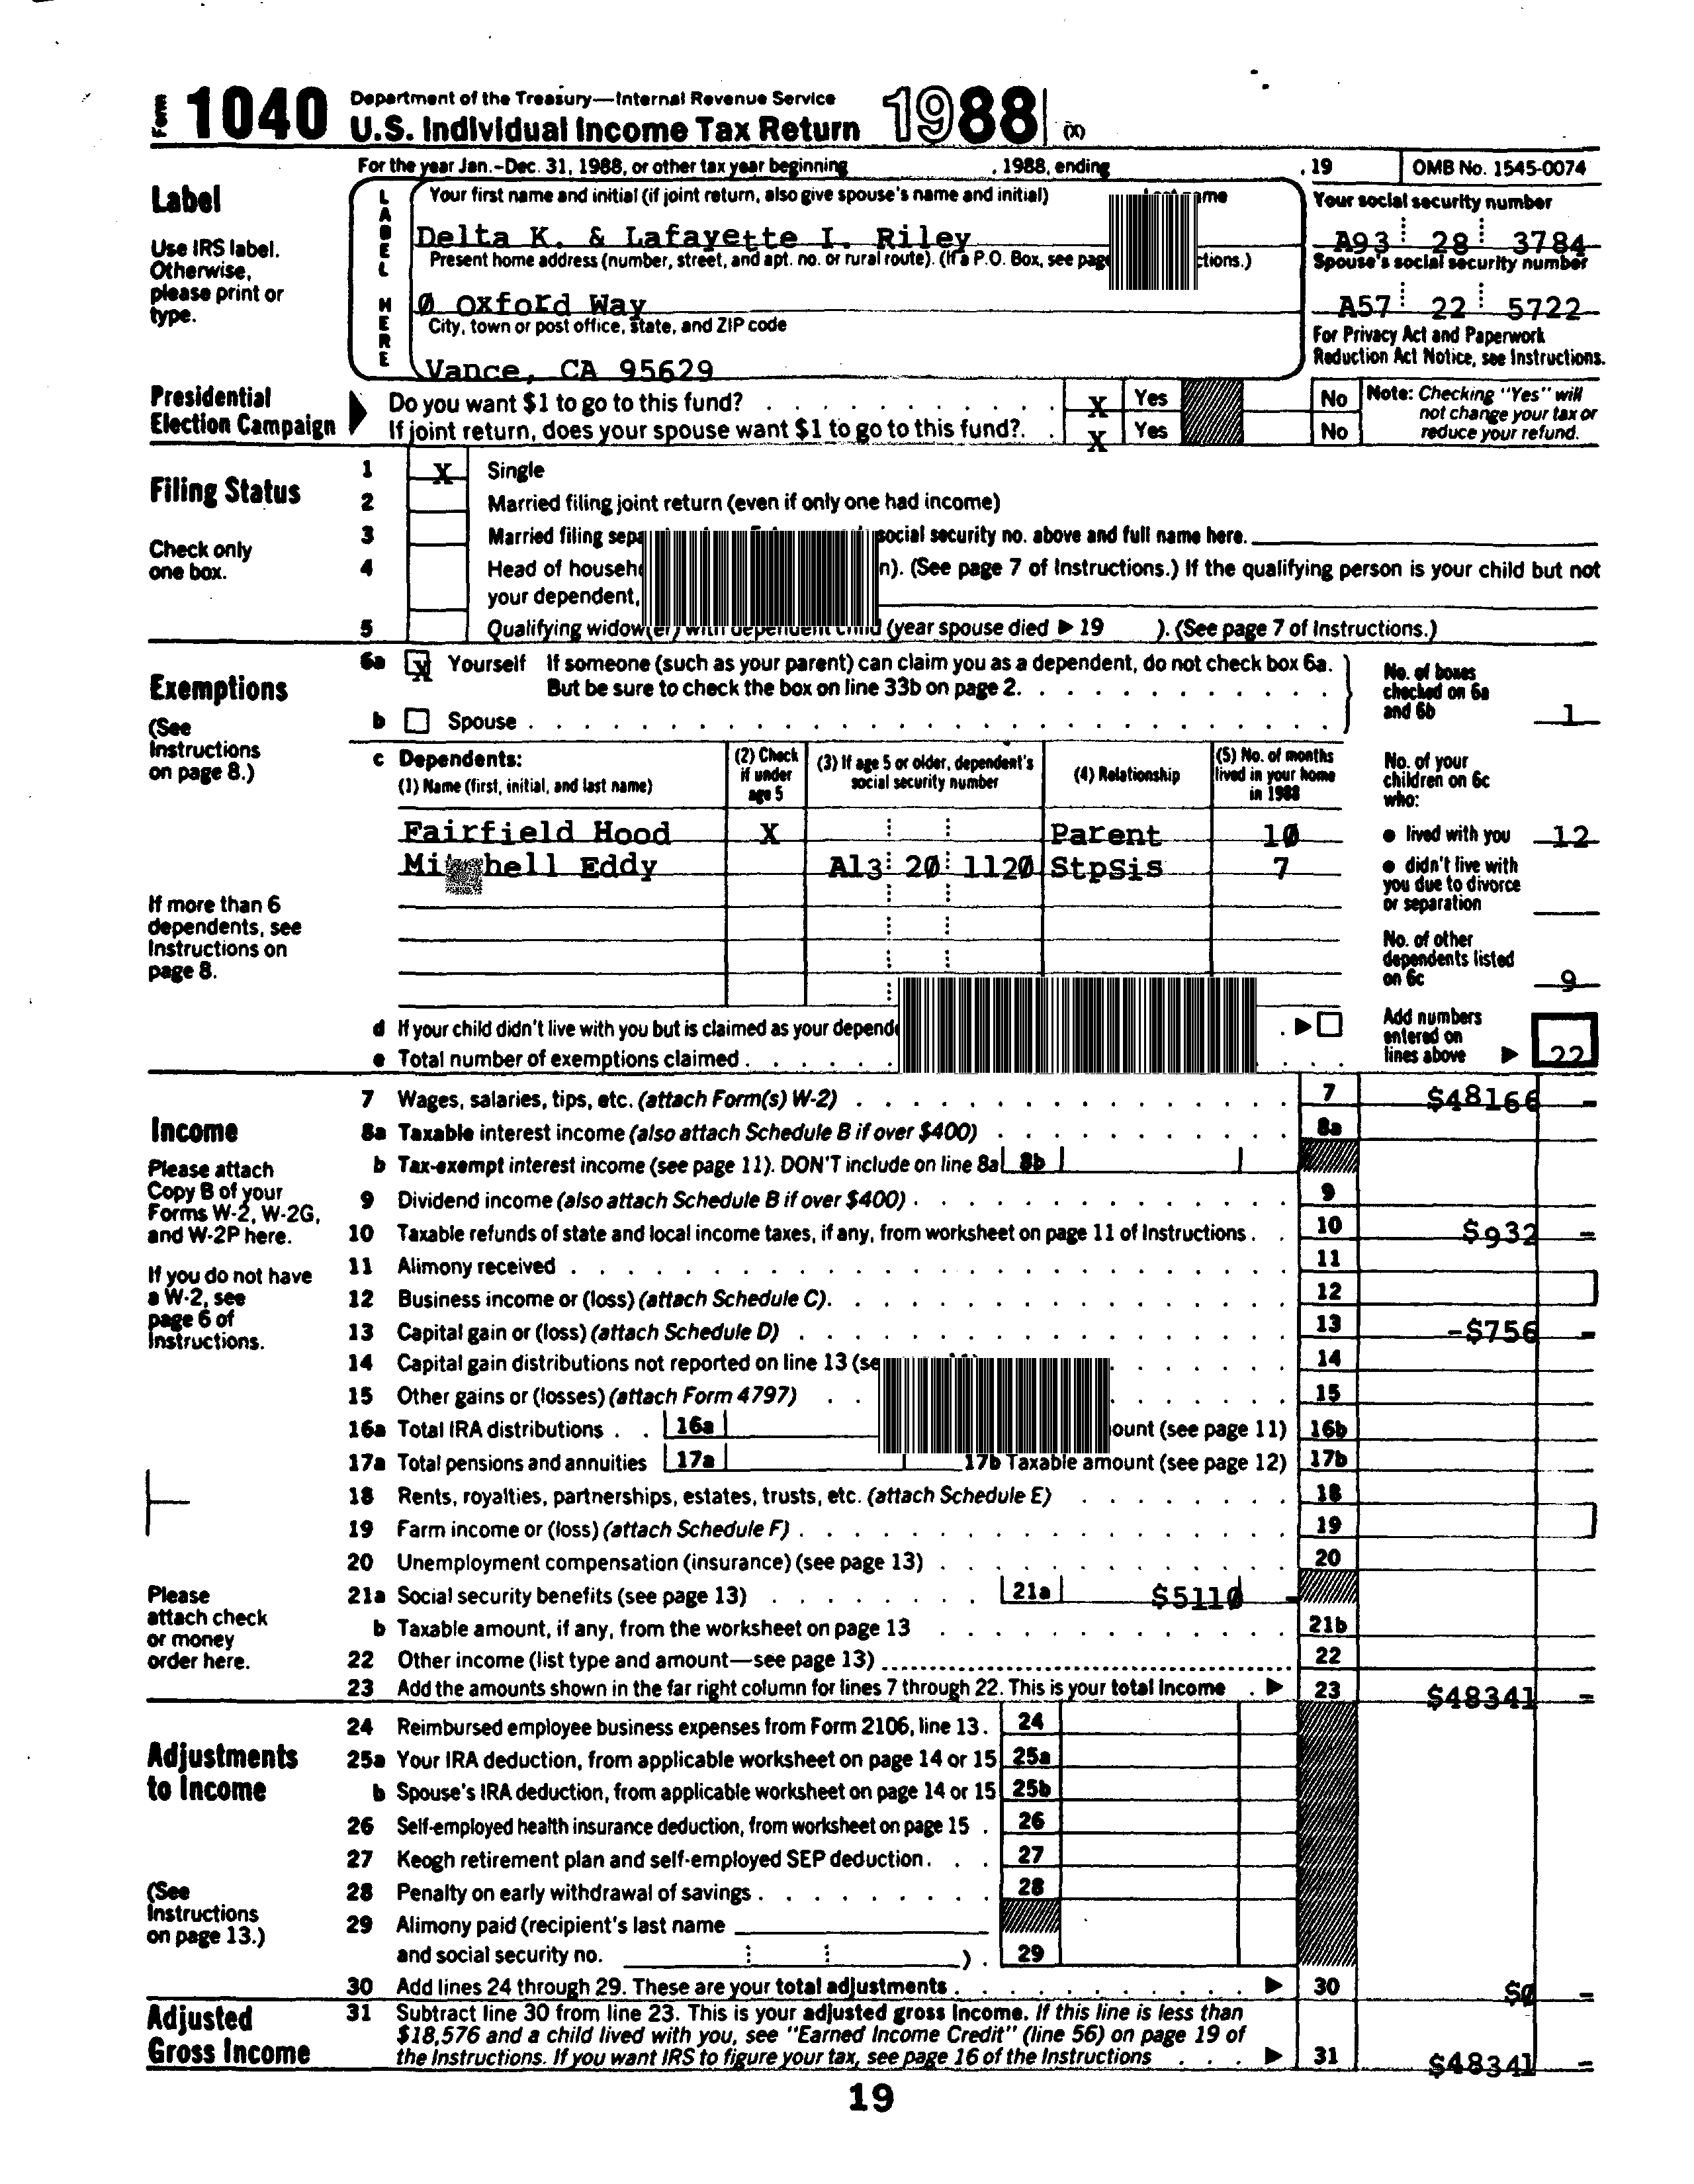 Form 1040 Department of the Treasury—Internal Revenue Service
U.S. Individual Income Tax Return 1988 (X)
For the year Jan.-Dec. 31, 1988, or other tax year beginning , 1988, ending , 19 OMB No. 1545-0074
Label
Use IRS label.
Otherwise,
please print or
type.
LABEL HERE
Your first name and initial (if joint return, also give spouse's name and initial)
Delta K. & Lafayette I. Riley
Your social security number
A93 28 3784
Present home address (number, street, and apt. no. or rural route). (If a P.O. Box, see page
0 Oxford Way
Spouse's social security number
A57 22 5722
City, town or post office, state, and ZIP code
Vance, CA 95629
For Privacy Act and Paperwork
Reduction Act Notice, see Instructions.
Presidential
Election Campaign
Do you want $1 to go to this fund? X Yes No
If joint return, does your spouse want $1 to go to this fund?. X Yes No
Note: Checking "Yes" will
not change your tax or
reduce your refund.
Filing Status
Check only
one box.
1 X Single
2 Married filing joint return (even if only one had income)
3 Married filing social security no. above and full name here.
4 Head of (See page 7 of Instructions.) If the qualifying person is your child but not
your dependent,
5 Qualifying widow(er) with dependent child (year spouse died ▶ 19 ). (See page 7 of Instructions.)
Exemptions
(See
Instructions
on page 8.)
If more than 6
dependents, see
Instructions on
page 8.
6a X Yourself If someone (such as your parent) can claim you as a dependent, do not check box 6a.
But be sure to check the box on line 33b on page 2.
b Spouse
No. of boxes
checked on 6a
and 6b 1
c Dependents:
(1) Name (first, initial, and last name)
(2) Check
if under
age 5
(3) If age 5 or older, dependent's
social security number
(4) Relationship
(5) No. of months
lived in your home
in 1988
Fairfield Hood X Parent 10
Eddy A13 20 1120 StpSis 7
No. of your
children on 6c
who:
● lived with you 12
● didn't live with
you due to divorce
or separation
No. of other
dependents listed
on 6c 9
d If your child didn't live with you but is claimed as your ▶
e Total number of exemptions claimed
Add numbers
entered on
lines above ▶ 22
Income
Please attach
Copy B of your
Forms W-2, W-2G,
and W-2P here.
If you do not have
a W-2, see
page 6 of
Instructions.
Please
attach check
or money
order here.
7 Wages, salaries, tips, etc. (attach Form(s) W-2) 7 $48166 –
8a Taxable interest income (also attach Schedule B if over $400) 8a
b Tax-exempt interest income (see page 11). DON'T include on line 8a 8b
9 Dividend income (also attach Schedule B if over $400) 9
10 Taxable refunds of state and local income taxes, if any, from worksheet on page 11 of Instructions 10 $932 –
11 Alimony received 11
12 Business income or (loss) (attach Schedule C) 12
13 Capital gain or (loss) (attach Schedule D) 13 -$756 –
14 Capital gain distributions not reported on line 13 14
15 Other gains or (losses) (attach Form 4797) 15
16a Total IRA distributions 16a (see page 11) 16b
17a Total pensions and annuities 17a 17b Taxable amount (see page 12) 17b
18 Rents, royalties, partnerships, estates, trusts, etc. (attach Schedule E) 18
19 Farm income or (loss) (attach Schedule F) 19
20 Unemployment compensation (insurance) (see page 13) 20
21a Social security benefits (see page 13) 21a $5110 –
b Taxable amount, if any, from the worksheet on page 13 21b
22 Other income (list type and amount—see page 13) 22
23 Add the amounts shown in the far right column for lines 7 through 22. This is your total income ▶ 23 $48341 –
Adjustments
to Income
(See
Instructions
on page 13.)
24 Reimbursed employee business expenses from Form 2106, line 13. 24
25a Your IRA deduction, from applicable worksheet on page 14 or 15 25a
b Spouse's IRA deduction, from applicable worksheet on page 14 or 15 25b
26 Self-employed health insurance deduction, from worksheet on page 15 . 26
27 Keogh retirement plan and self-employed SEP deduction. 27
28 Penalty on early withdrawal of savings 28
29 Alimony paid (recipient's last name
and social security no. ) . 29
30 Add lines 24 through 29. These are your total adjustments ▶ 30 $0 –
Adjusted
Gross Income
31 Subtract line 30 from line 23. This is your adjusted gross income. If this line is less than
$18,576 and a child lived with you, see "Earned Income Credit" (line 56) on page 19 of
the Instructions. If you want IRS to figure your tax, see page 16 of the Instructions ▶ 31 $48341 –
19